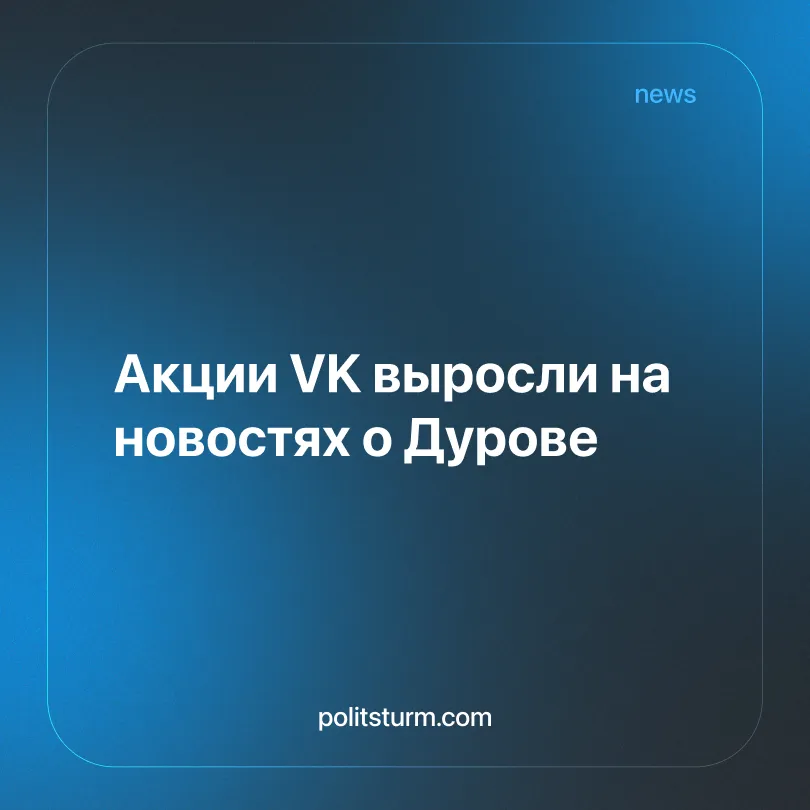 news
Акции VK выросли на
новостях о Дурове
politsturm.com